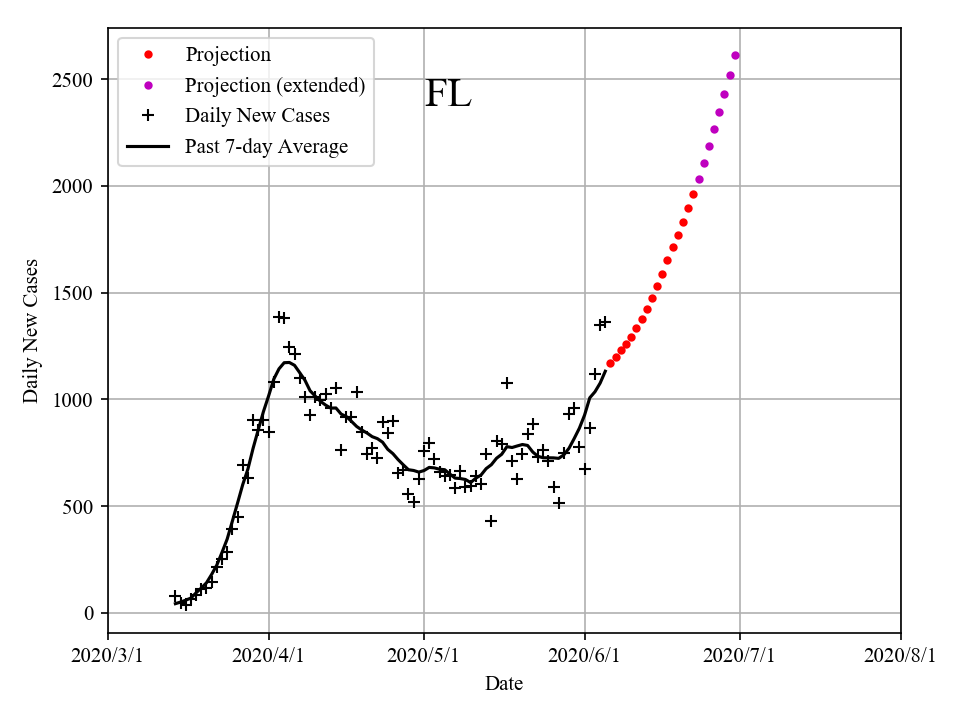 FL
Projection
Projection (extended)
Daily New Cases
Past 7-day Average
2500
2000
1500
1000
500
0
Daily New Cases
2020/3/1 2020/4/1 2020/5/1 2020/6/1 2020/7/1 2020/8/1
Date